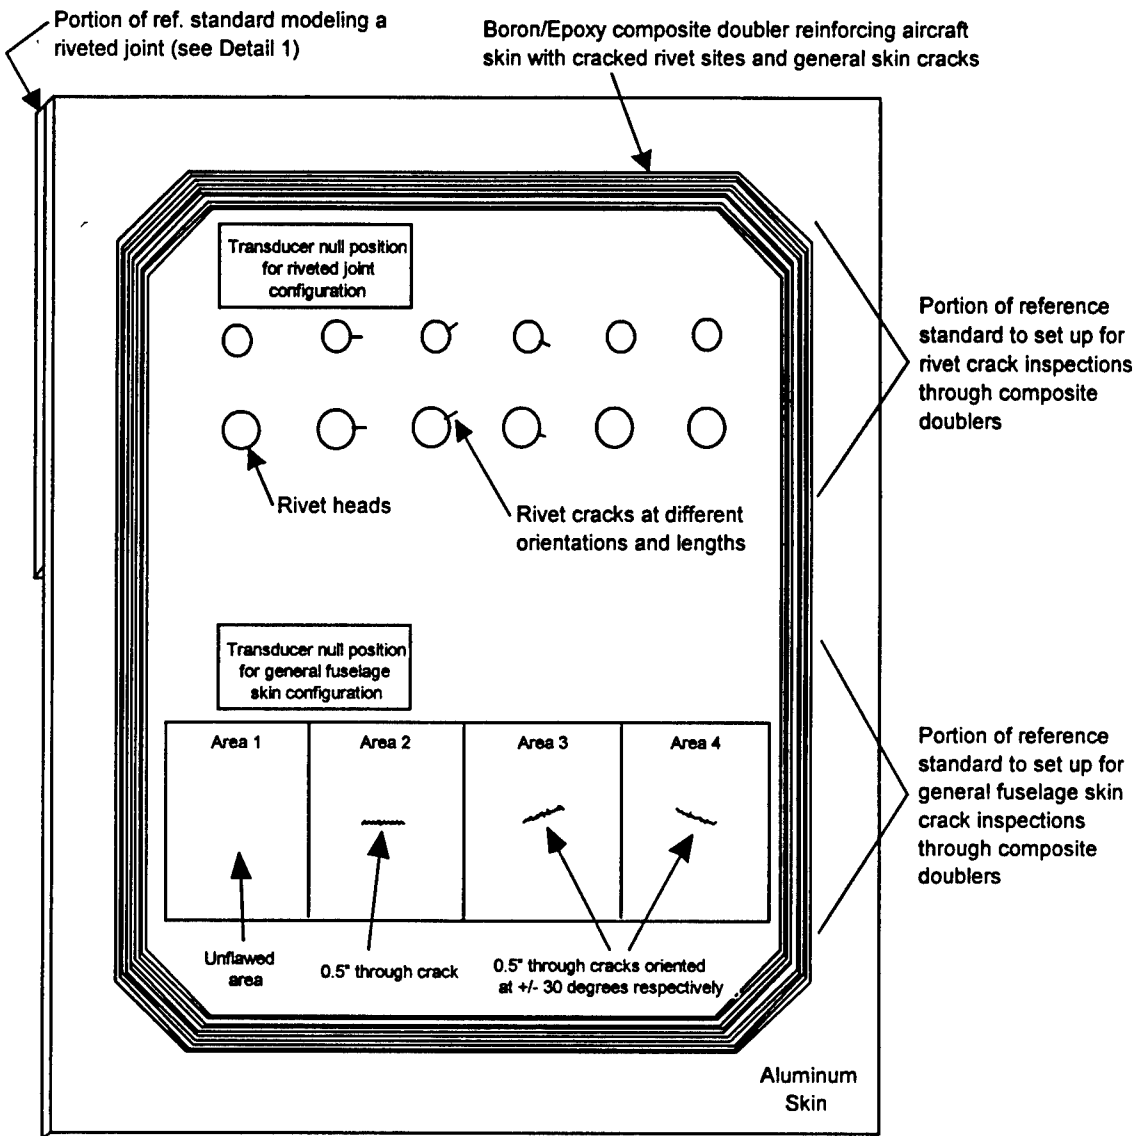 Portion of ref. standard modeling a
riveted joint (see Detail 1)
Boron/Epoxy composite doubler reinforcing aircraft
skin with cracked rivet sites and general skin cracks
Transducer null position
for riveted joint
configuration
Portion of reference
standard to set up for
rivet crack inspections
through composite
doublers
Rivet heads
Rivet cracks at different
orientations and lengths
Transducer null position
for general fuselage
skin configuration
Area 1
Area 2
Area 3
Area 4
Portion of reference
standard to set up for
general fuselage skin
crack inspections
through composite
doublers
Unflawed
area
0.5" through crack
0.5" through cracks oriented
at +/- 30 degrees respectively
Aluminum
Skin